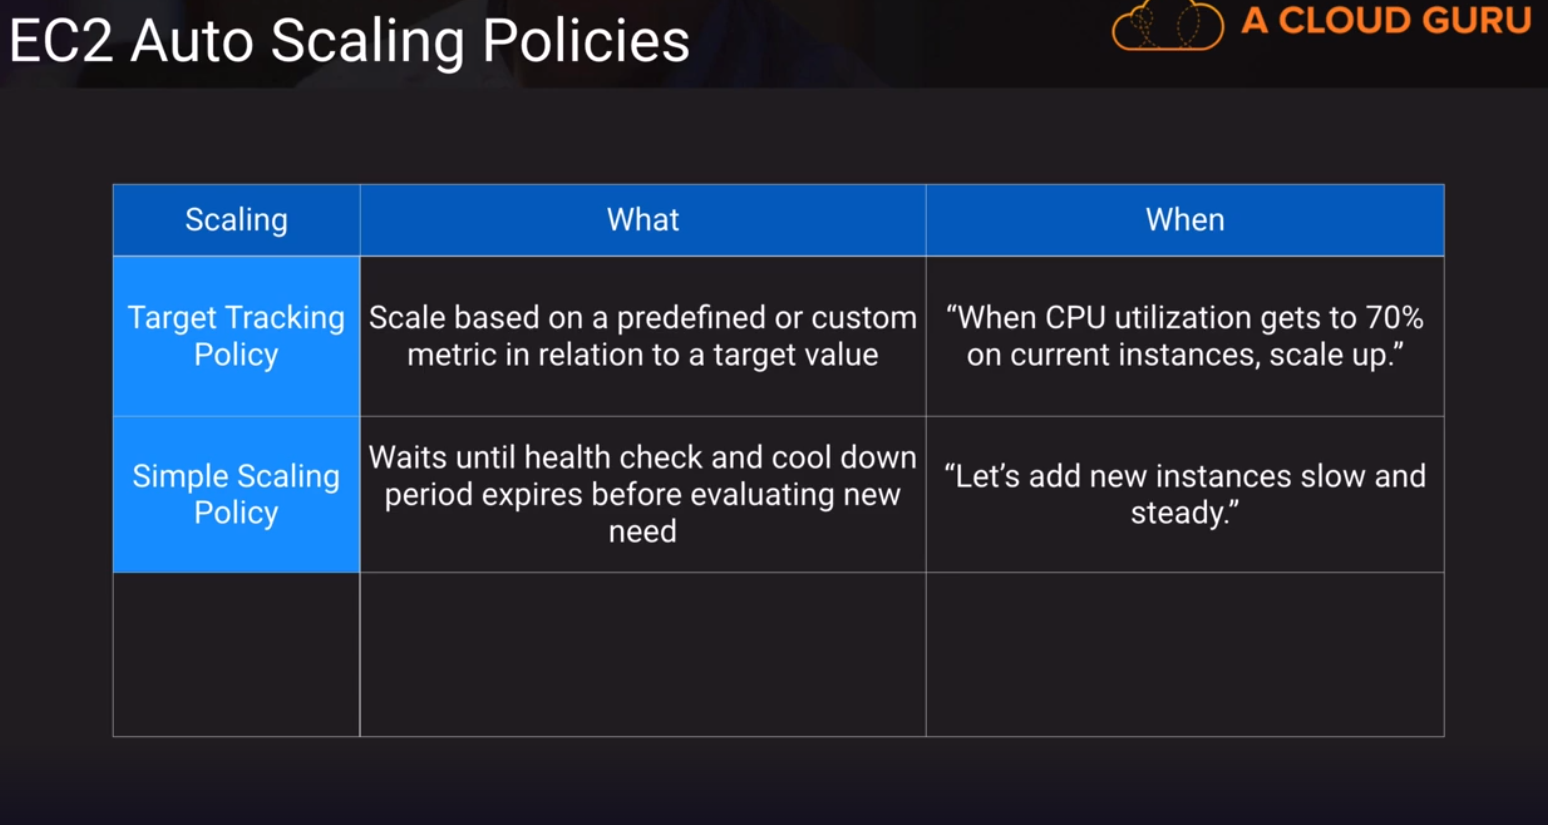 EC2 Auto Scaling Policies
A CLOUD GURU
Scaling
What
When
Target Tracking
Policy
Scale based on a predefined or custom
metric in relation to a target value
“When CPU utilization gets to 70%
on current instances, scale up.”
Simple Scaling
Policy
Waits until health check and cool down
period expires before evaluating new
need
“Let’s add new instances slow and
steady.”